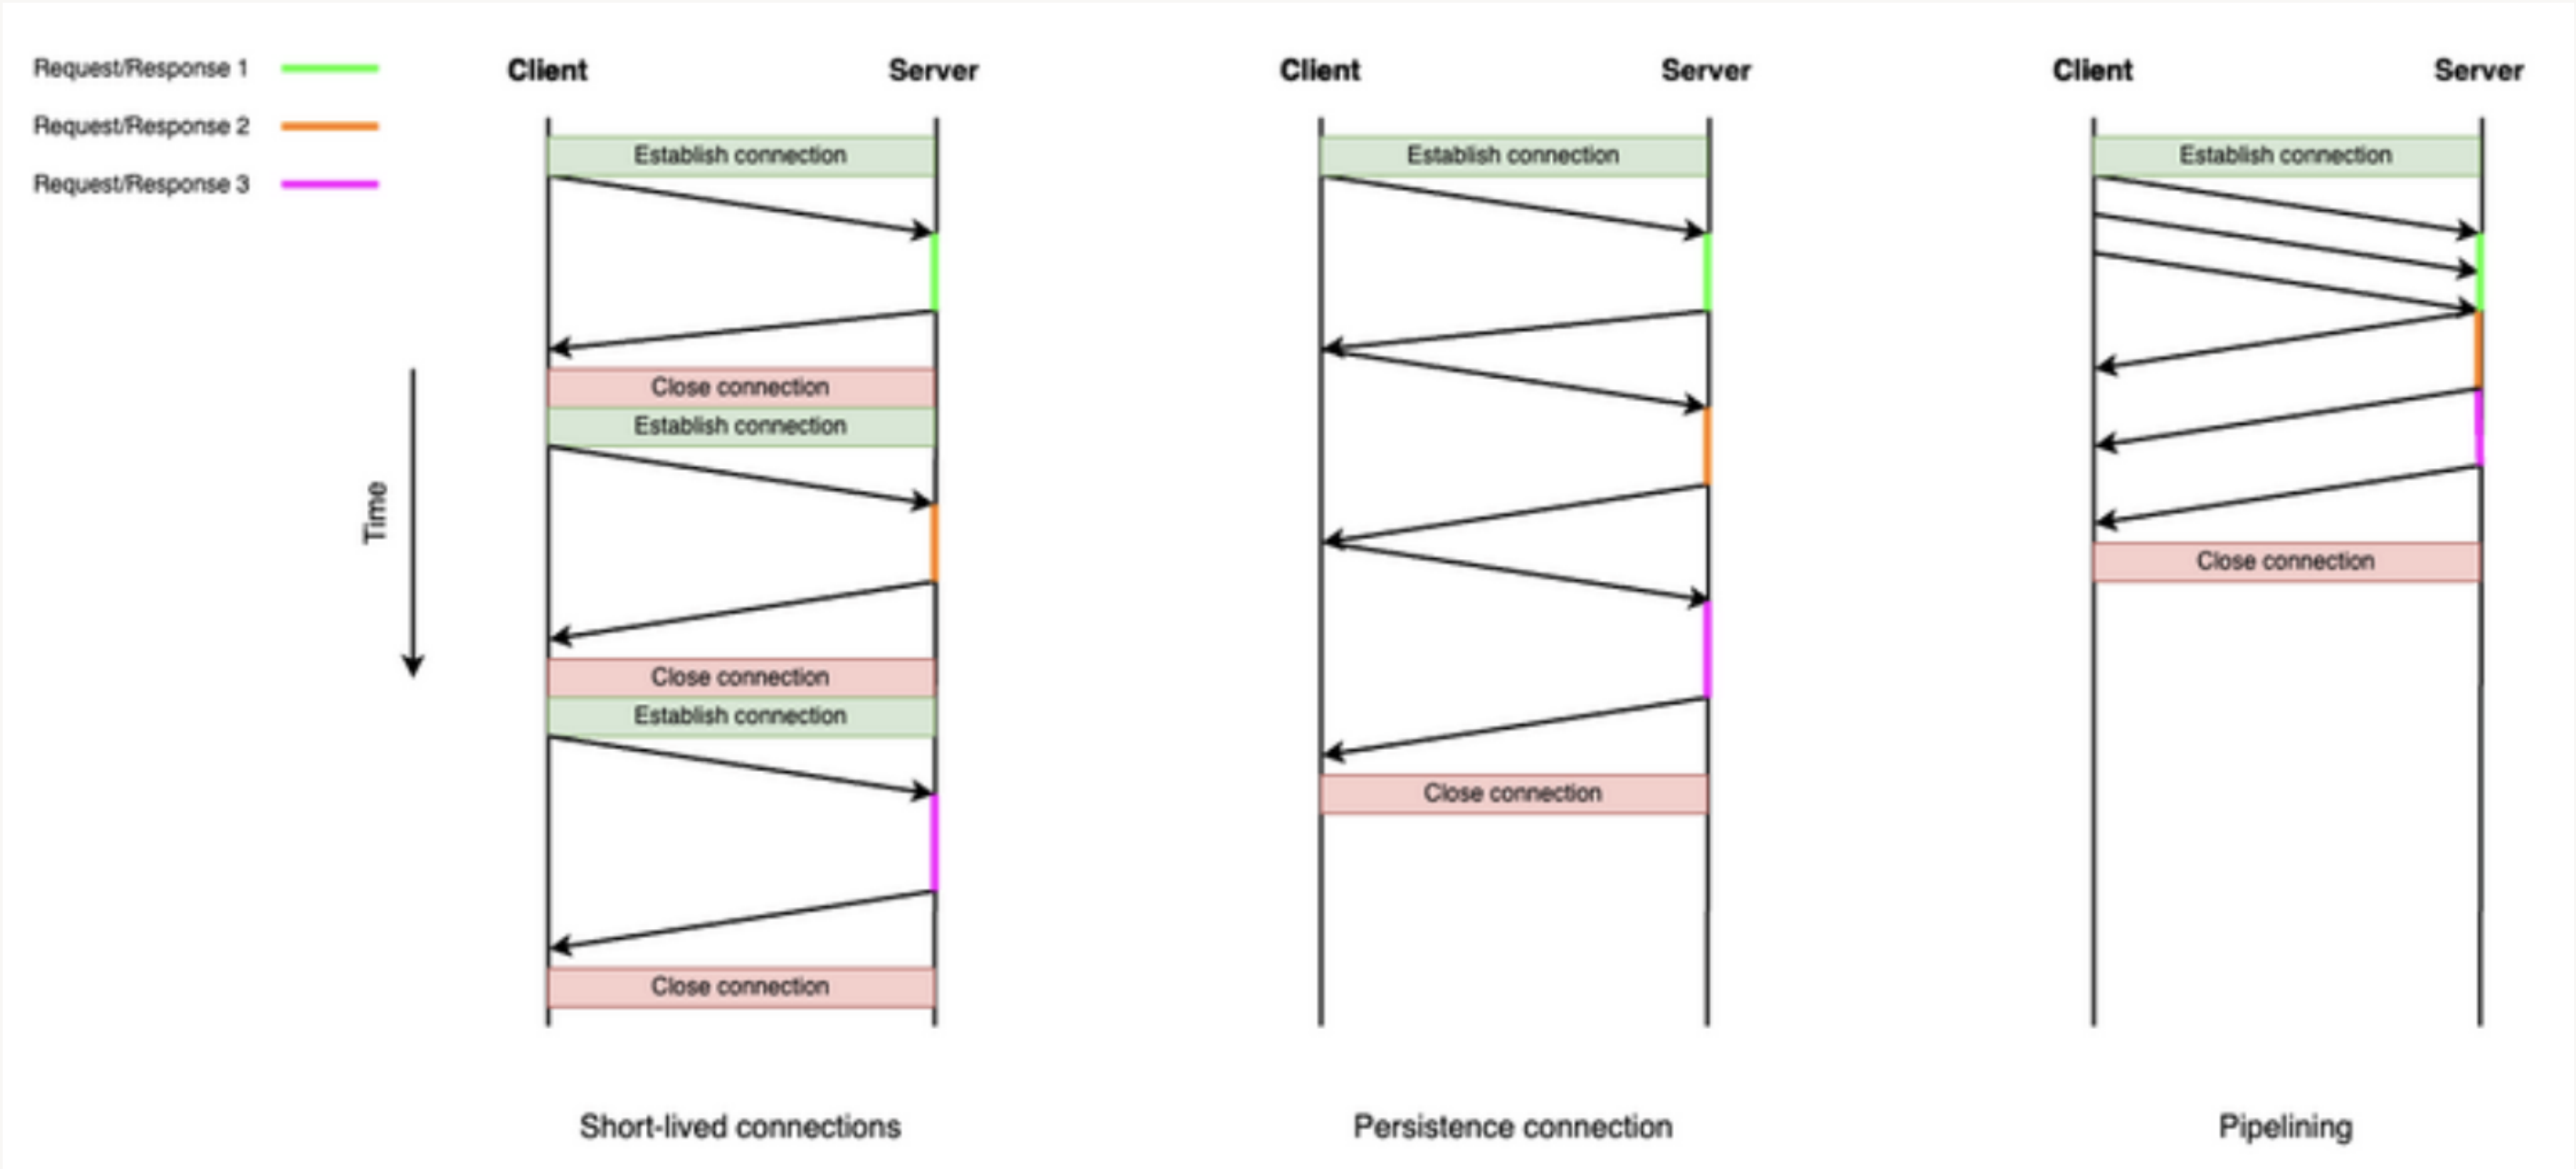 Request/Response 1
Request/Response 2
Request/Response 3
Time
Client
Server
Establish connection
Close connection
Establish connection
Close connection
Establish connection
Close connection
Short-lived connections
Client
Server
Establish connection
Close connection
Persistence connection
Client
Server
Establish connection
Close connection
Pipelining